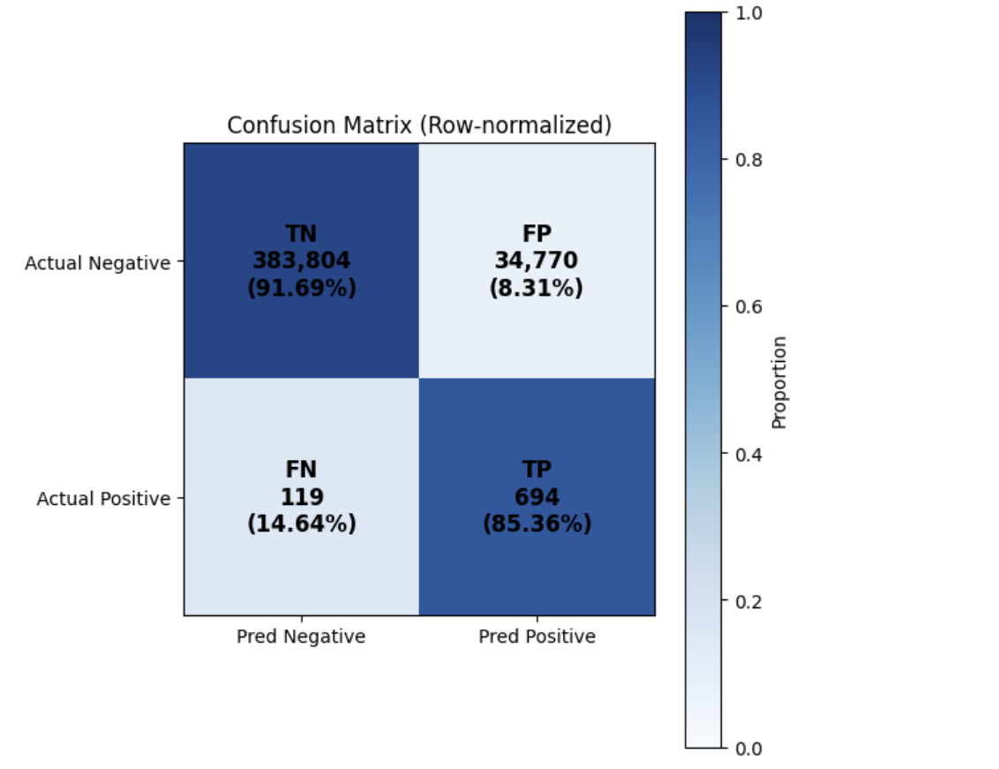 Confusion Matrix (Row-normalized)
Actual Negative
TN
383,804
(91.69%)
FP
34,770
(8.31%)
Actual Positive
FN
119
(14.64%)
TP
694
(85.36%)
Pred Negative
Pred Positive
1.0
0.8
0.6
0.4
0.2
0.0
Proportion